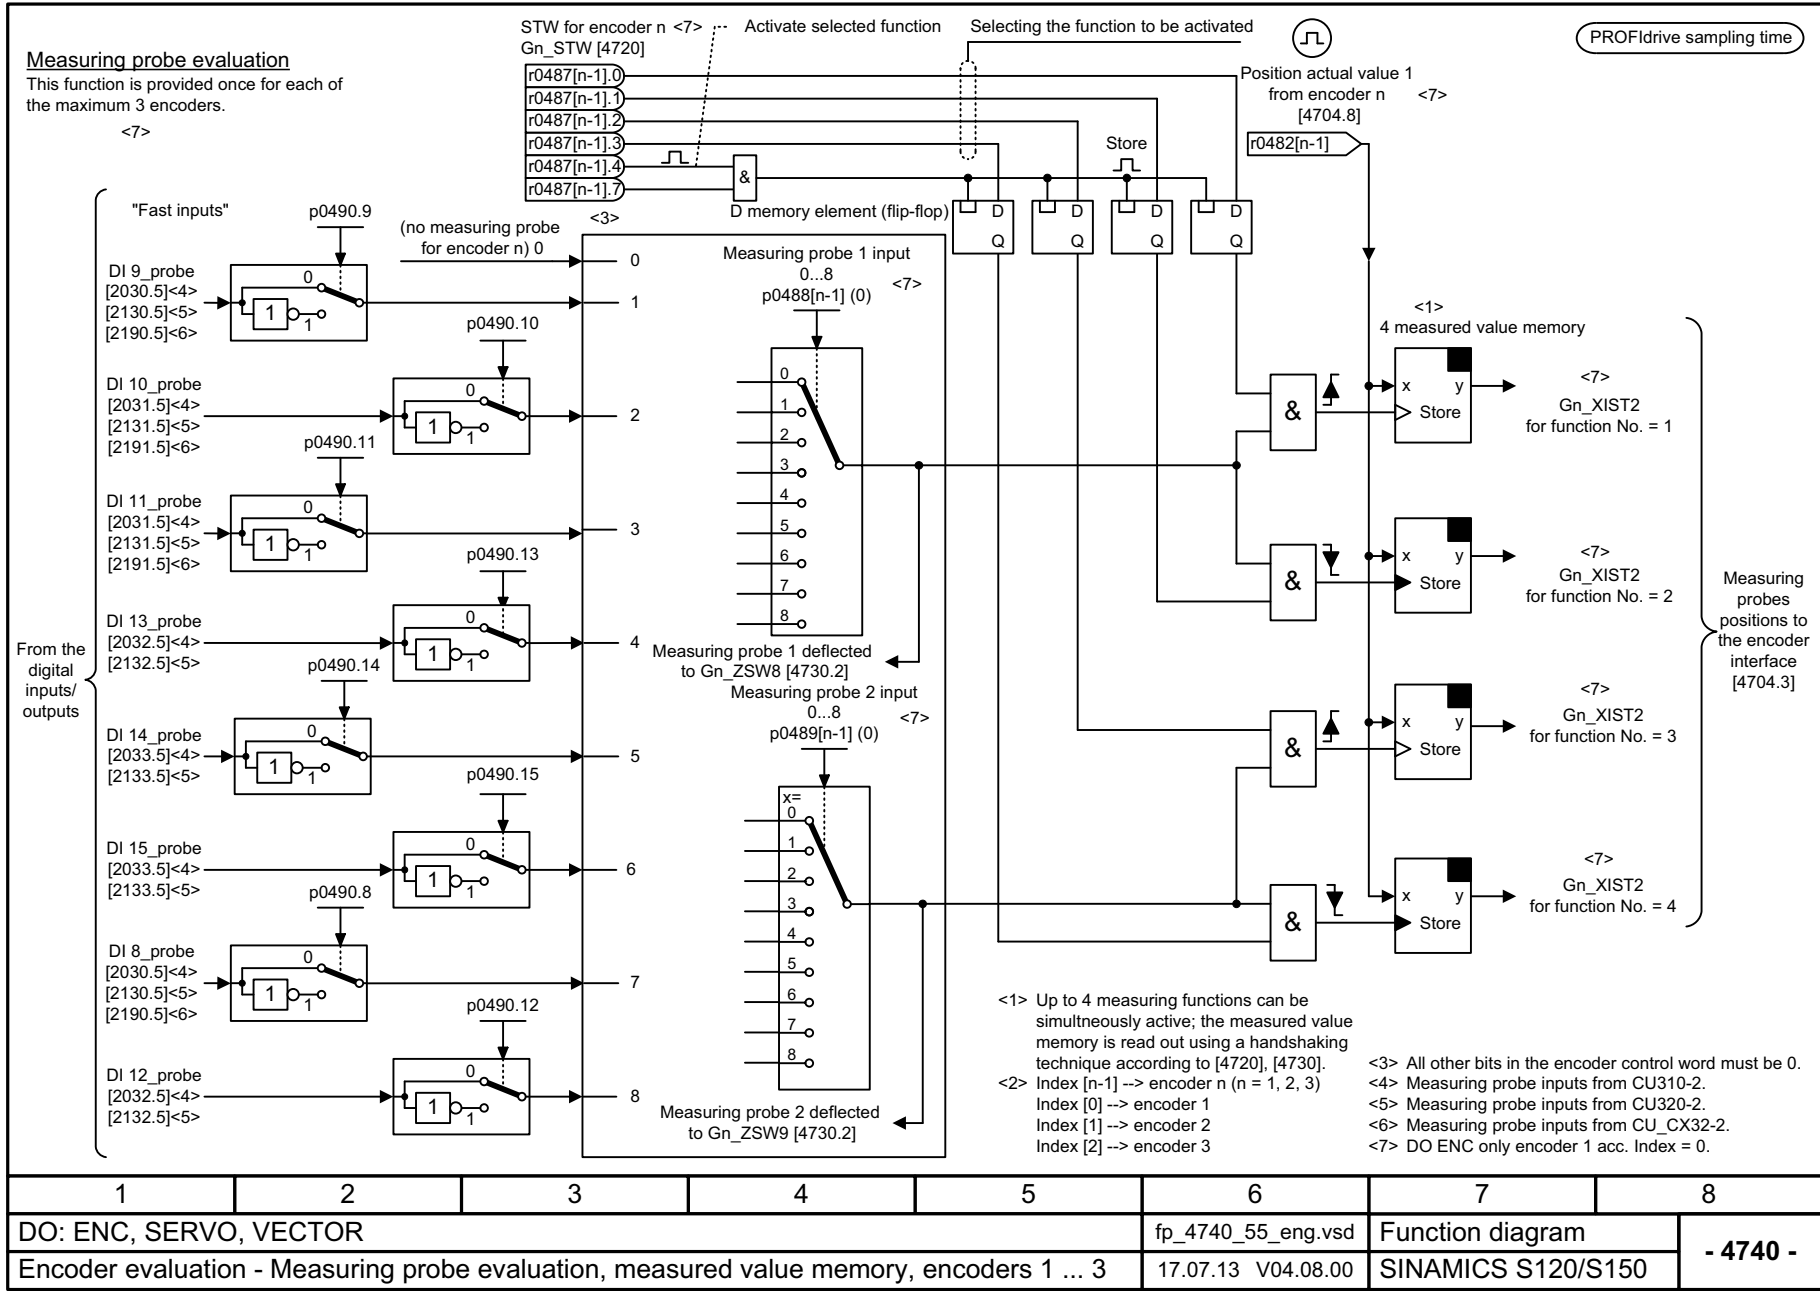 Measuring probe evaluation
This function is provided once for each of
the maximum 3 encoders.
<7>
STW for encoder n <7>
Gn_STW [4720]
Activate selected function
Selecting the function to be activated
PROFIdrive sampling time
r0487[n-1].0
r0487[n-1].1
r0487[n-1].2
r0487[n-1].3
r0487[n-1].4
r0487[n-1].7
&
Position actual value 1
from encoder n <7>
[4704.8]
r0482[n-1]
Store
D memory element (flip-flop)
D
Q
D
Q
D
Q
D
Q
"Fast inputs"
p0490.9
(no measuring probe
for encoder n) 0
<3>
0
DI 9_probe
[2030.5]<4>
[2130.5]<5>
[2190.5]<6>
0
1
1
1
p0490.10
DI 10_probe
[2031.5]<4>
[2131.5]<5>
[2191.5]<6>
0
1
1
2
p0490.11
DI 11_probe
[2031.5]<4>
[2131.5]<5>
[2191.5]<6>
0
1
1
3
p0490.13
DI 13_probe
[2032.5]<4>
[2132.5]<5>
0
1
1
4
From the
digital
inputs/
outputs
p0490.14
DI 14_probe
[2033.5]<4>
[2133.5]<5>
0
1
1
5
p0490.15
DI 15_probe
[2033.5]<4>
[2133.5]<5>
0
1
1
6
p0490.8
DI 8_probe
[2030.5]<4>
[2130.5]<5>
[2190.5]<6>
0
1
1
7
p0490.12
DI 12_probe
[2032.5]<4>
[2132.5]<5>
0
1
1
8
Measuring probe 1 input
0...8
p0488[n-1] (0)
<7>
0
1
2
3
4
5
6
7
8
Measuring probe 1 deflected
to Gn_ZSW8 [4730.2]
Measuring probe 2 input
0...8
p0489[n-1] (0)
<7>
x=
0
1
2
3
4
5
6
7
8
Measuring probe 2 deflected
to Gn_ZSW9 [4730.2]
<1>
4 measured value memory
&
x y
Store
<7>
Gn_XIST2
for function No. = 1
&
x y
Store
<7>
Gn_XIST2
for function No. = 2
&
x y
Store
<7>
Gn_XIST2
for function No. = 3
&
x y
Store
<7>
Gn_XIST2
for function No. = 4
Measuring
probes
positions to
the encoder
interface
[4704.3]
<1> Up to 4 measuring functions can be
simultneously active; the measured value
memory is read out using a handshaking
technique according to [4720], [4730].
<2> Index [n-1] --> encoder n (n = 1, 2, 3)
Index [0] --> encoder 1
Index [1] --> encoder 2
Index [2] --> encoder 3
<3> All other bits in the encoder control word must be 0.
<4> Measuring probe inputs from CU310-2.
<5> Measuring probe inputs from CU320-2.
<6> Measuring probe inputs from CU_CX32-2.
<7> DO ENC only encoder 1 acc. Index = 0.
1 2 3 4 5 6 7 8
DO: ENC, SERVO, VECTOR
fp_4740_55_eng.vsd
Function diagram
- 4740 -
Encoder evaluation - Measuring probe evaluation, measured value memory, encoders 1 ... 3
17.07.13 V04.08.00
SINAMICS S120/S150